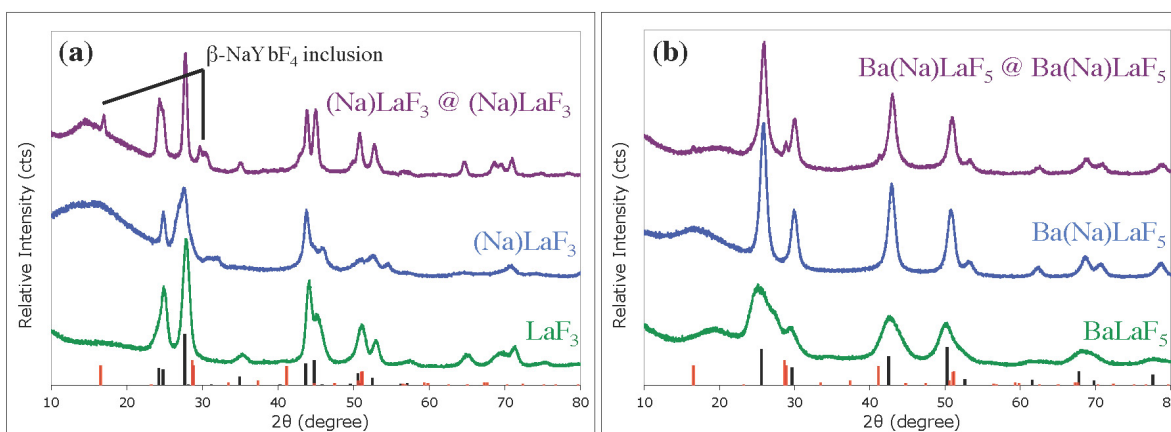 (a)
β-NaYbF₄ inclusion
(Na)LaF₃ @ (Na)LaF₃
(Na)LaF₃
LaF₃
Relative Intensity (cts)
10 20 30 40 50 60 70 80
2θ (degree)
(b)
Ba(Na)LaF₅ @ Ba(Na)LaF₅
Ba(Na)LaF₅
BaLaF₅
Relative Intensity (cts)
10 20 30 40 50 60 70 80
2θ (degree)